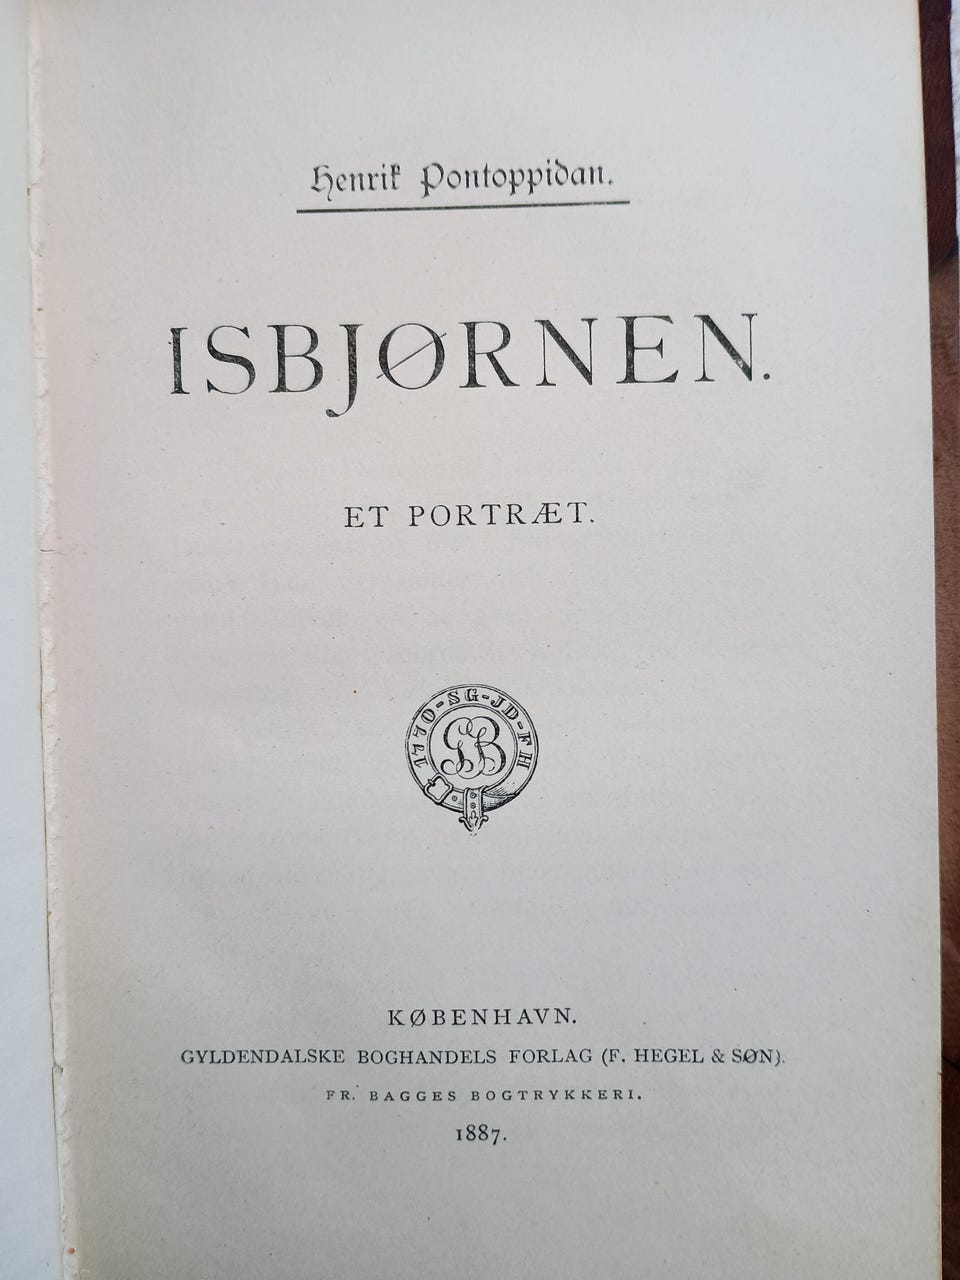 Henrik Pontoppidan.
ISBJØRNEN.
ET PORTRÆT.
1770-SG-JD-FH
GB
KØBENHAVN.
GYLDENDALSKE BOGHANDELS FORLAG (F. HEGEL & SØN).
FR. BAGGES BOGTRYKKERI.
1887.